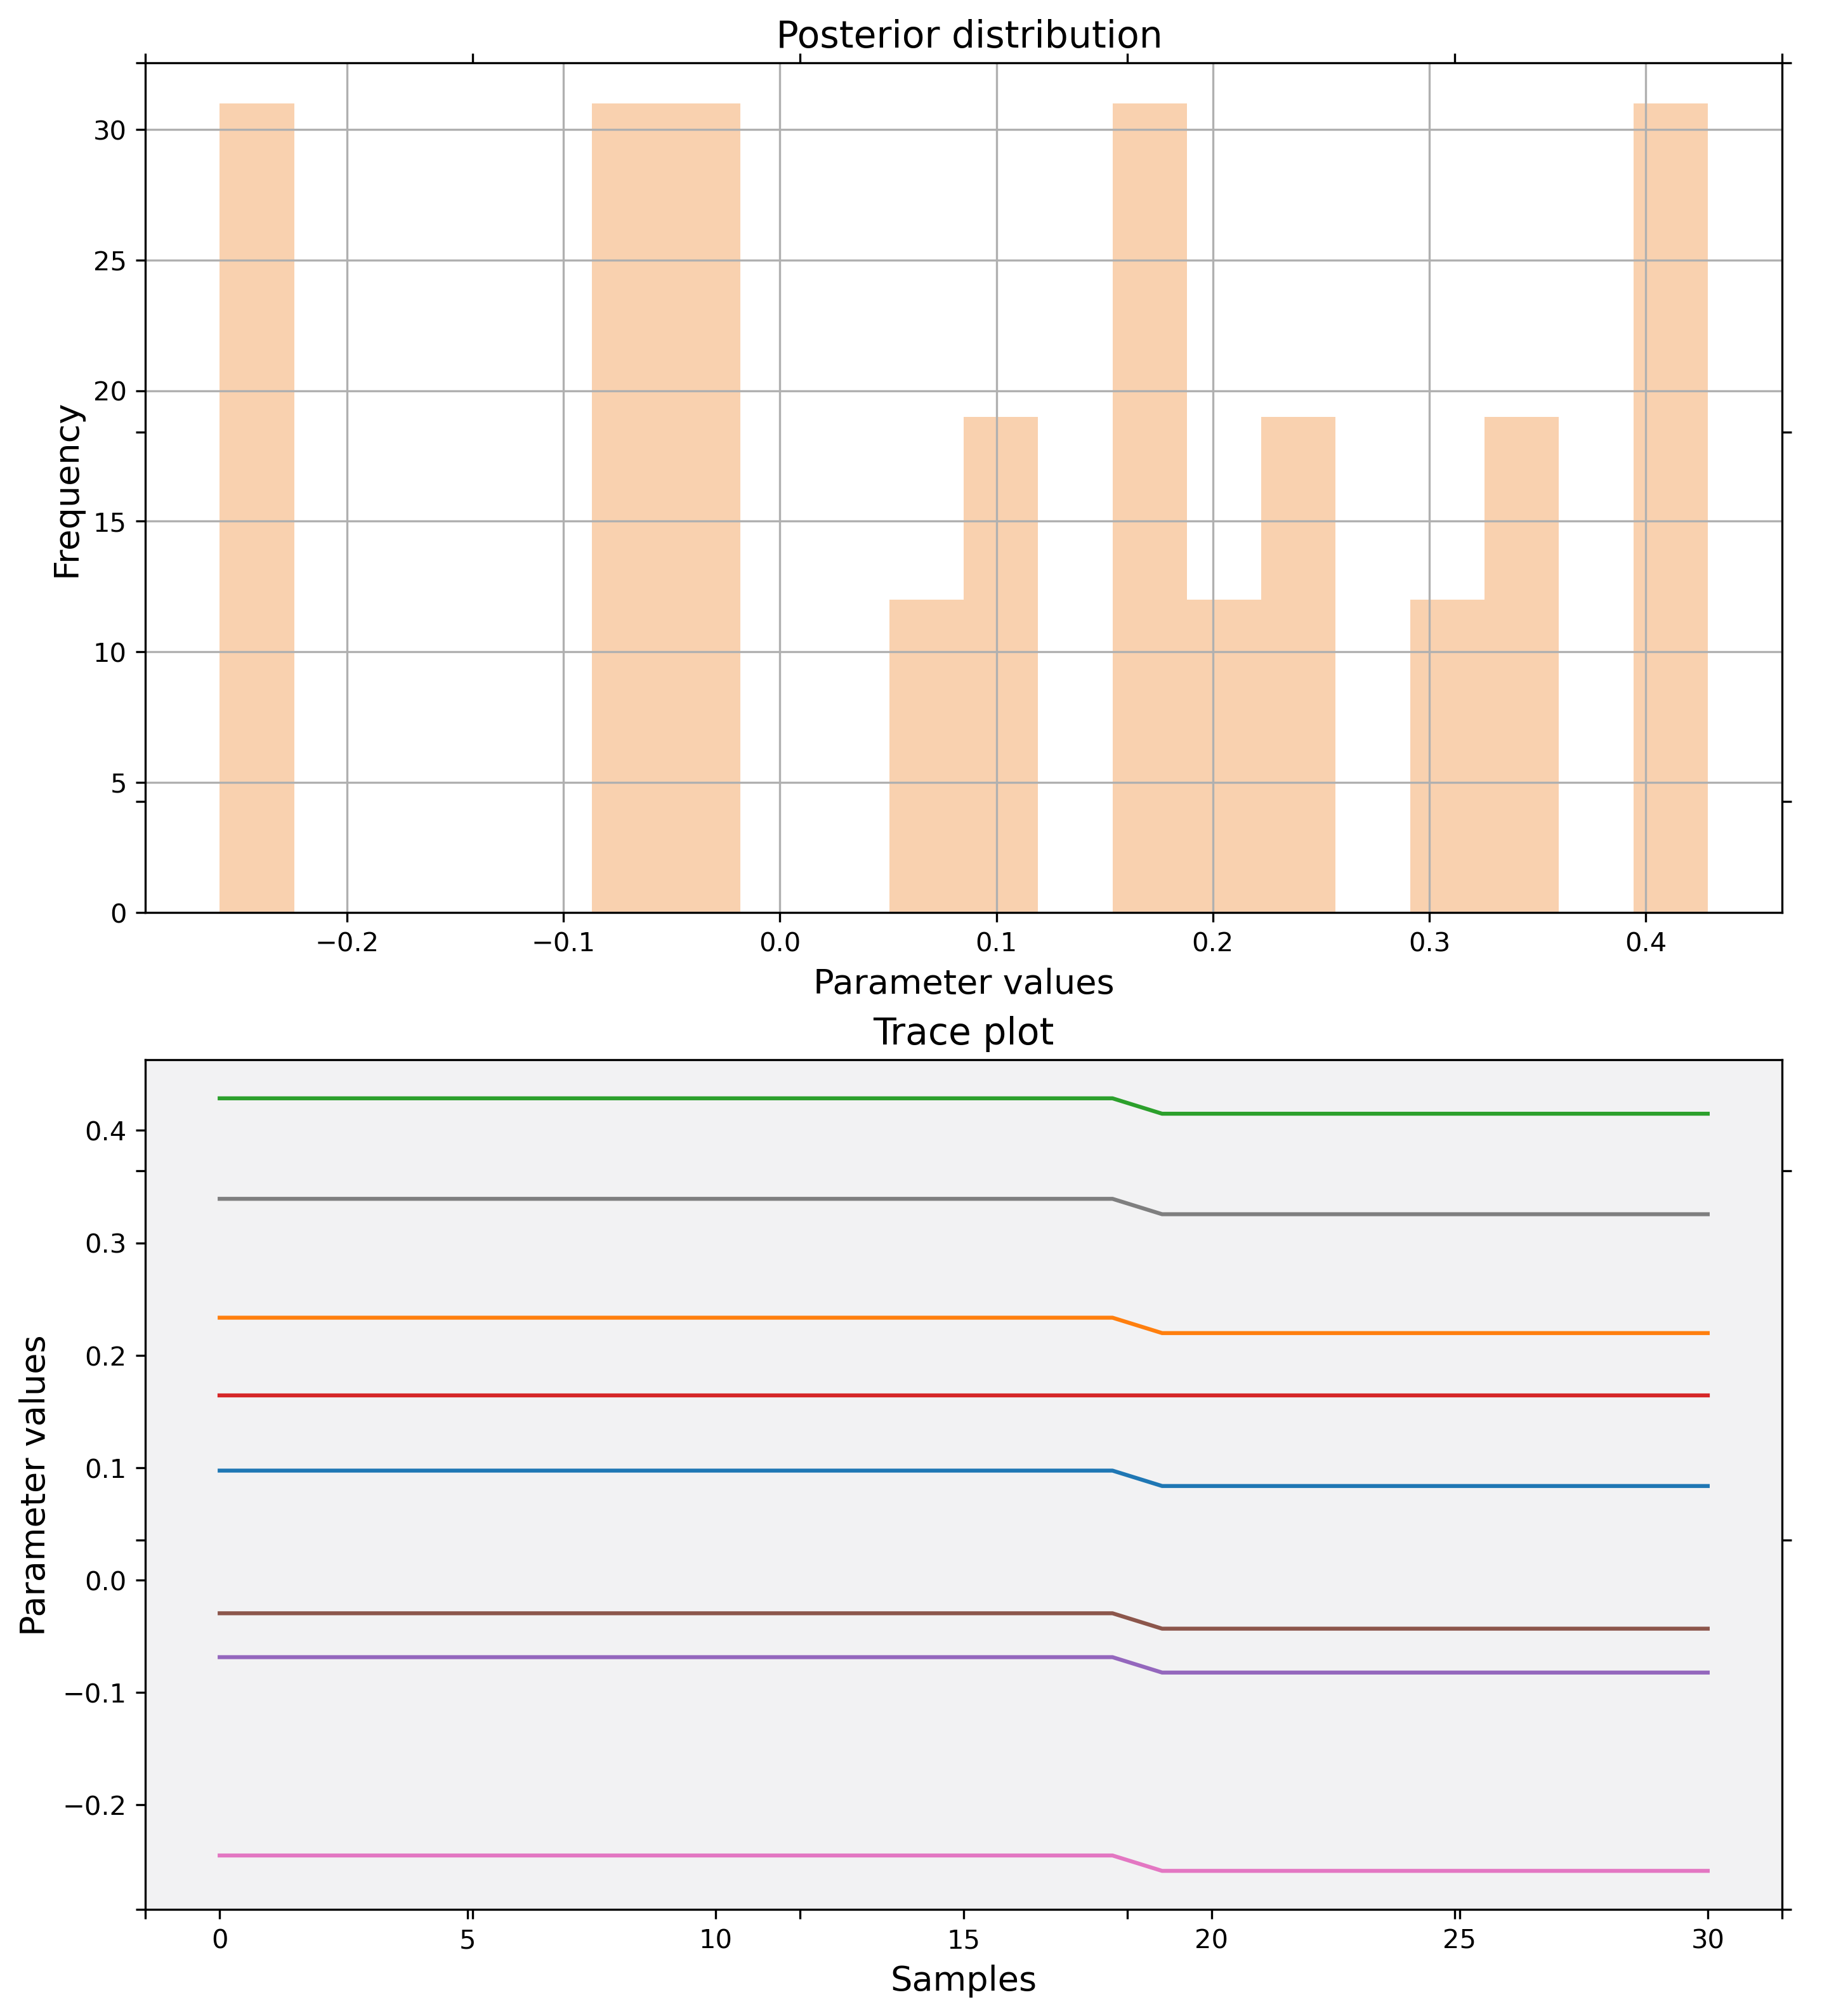 Posterior distribution
30
25
20
15
10
5
0
Frequency
−0.2 −0.1 0.0 0.1 0.2 0.3 0.4
Parameter values
Trace plot
0.4
0.3
0.2
0.1
0.0
−0.1
−0.2
Parameter values
0 5 10 15 20 25 30
Samples